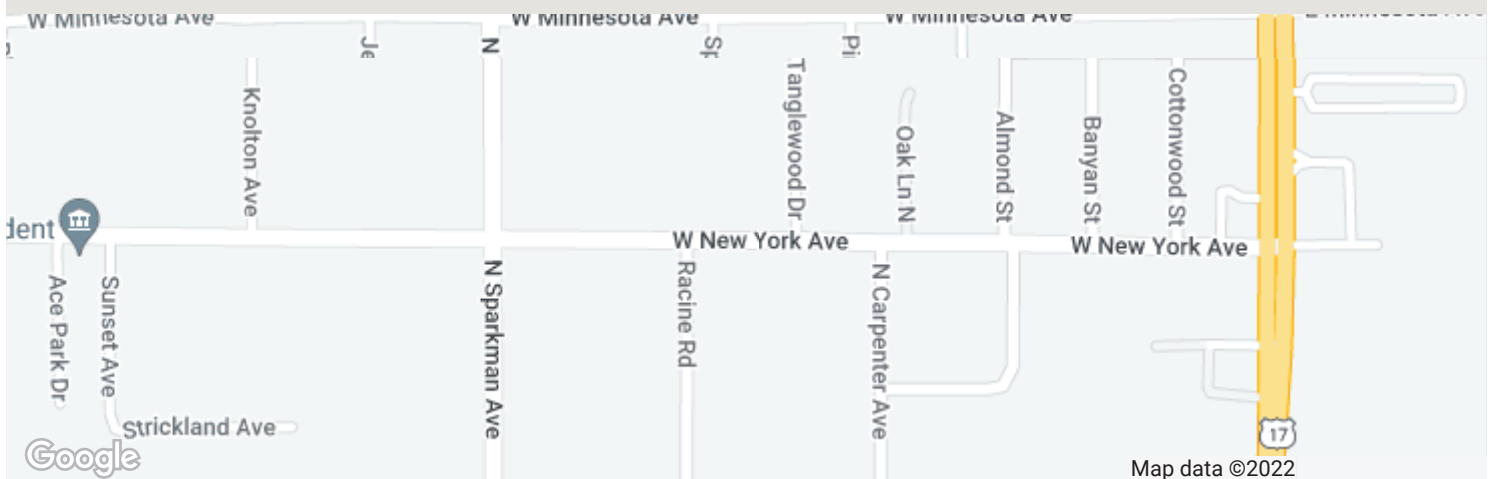 W Minnesota Ave
W Minnesota Ave
W Minnesota Ave
N
Knolton Ave
Tanglewood Dr
Oak Ln N
Almond St
Banyan St
Cottonwood St
dent
W New York Ave
W New York Ave
Ace Park Dr
Sunset Ave
N Sparkman Ave
Racine Rd
N Carpenter Ave
Strickland Ave
17
Google
Map data ©2022